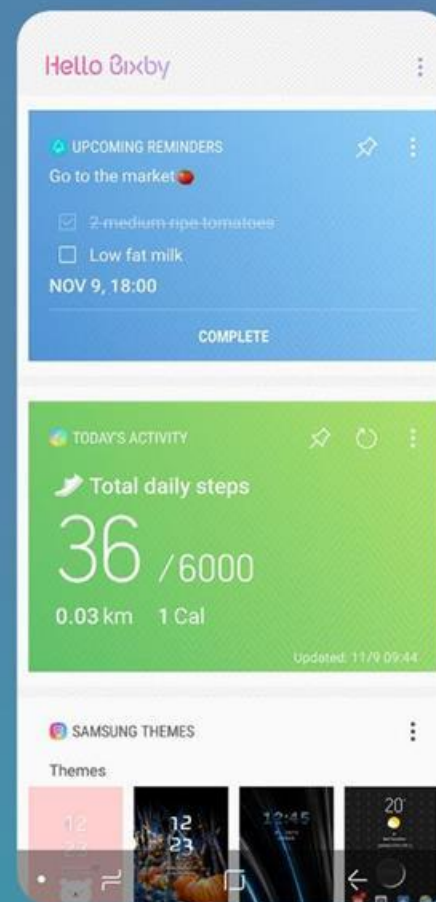 Hello Bixby
UPCOMING REMINDERS
Go to the market
2 medium ripe tomatoes
Low fat milk
NOV 9, 18:00
COMPLETE
TODAY'S ACTIVITY
Total daily steps
36 /6000
0.03 km 1 Cal
Updated: 11/9 09:44
SAMSUNG THEMES
Themes
12
23
12
23
12:45
20°